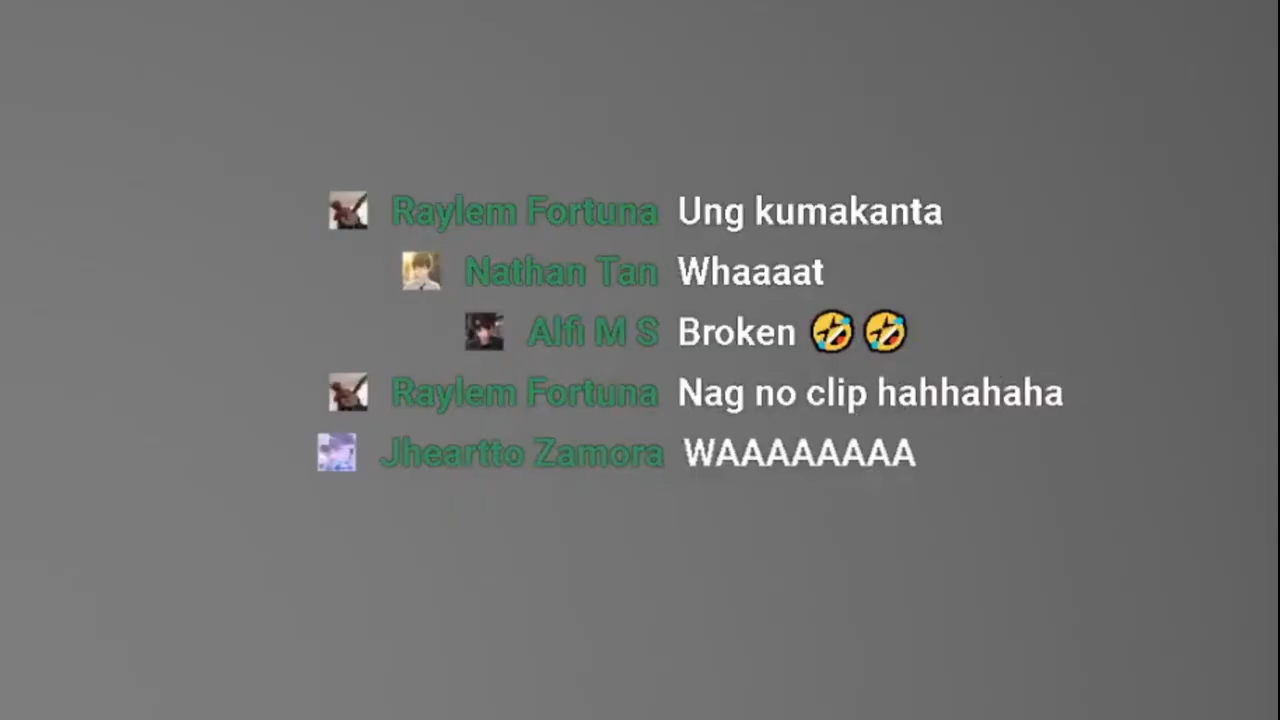 Raylem Fortuna Ung kumakanta
Nathan Tan Whaaaat
Alfi M S Broken 🤣 🤣
Raylem Fortuna Nag no clip hahhahaha
Jheartto Zamora WAAAAAAAA